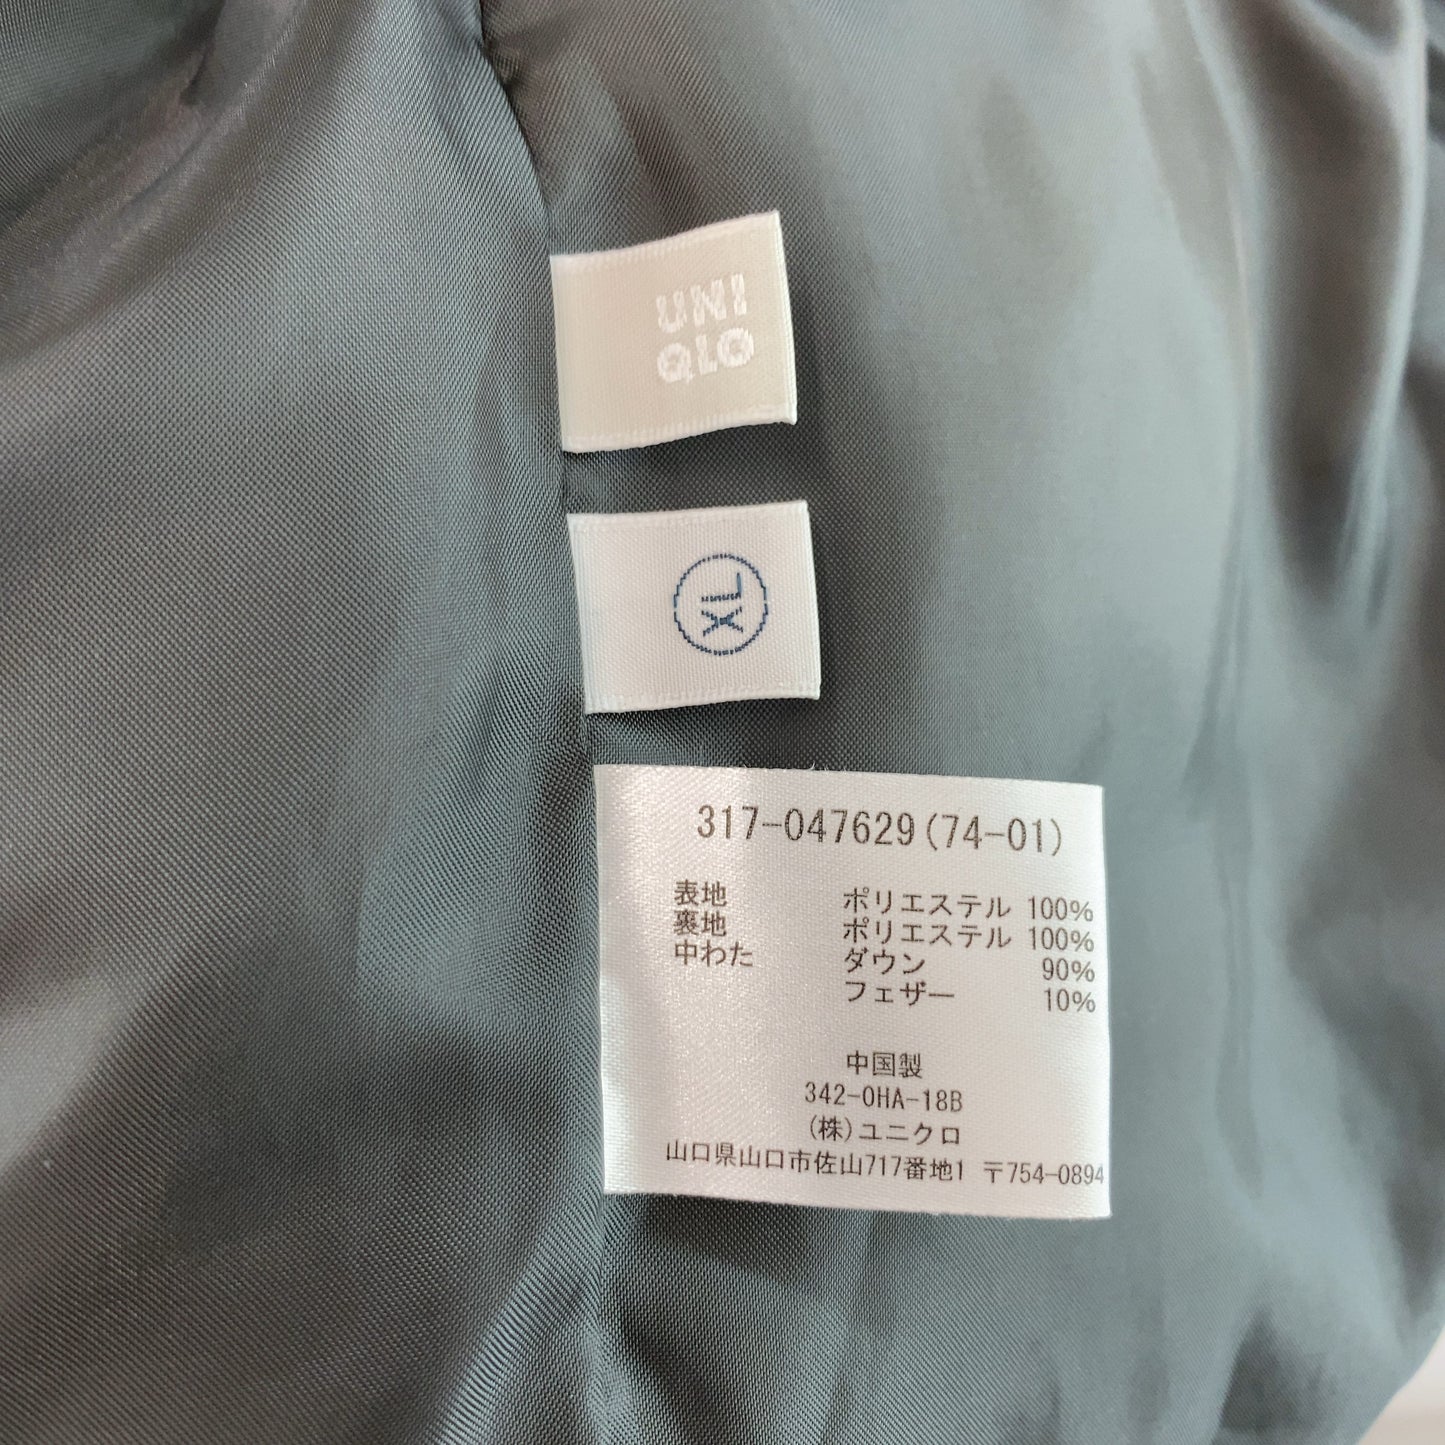 UNI
QLO
XL
317-047629(74-01)
表地 ポリエステル 100%
裏地 ポリエステル 100%
中わた ダウン 90%
フェザー 10%
中国製
342-0HA-18B
(株)ユニクロ
山口県山口市佐山717番地1 〒754-0894